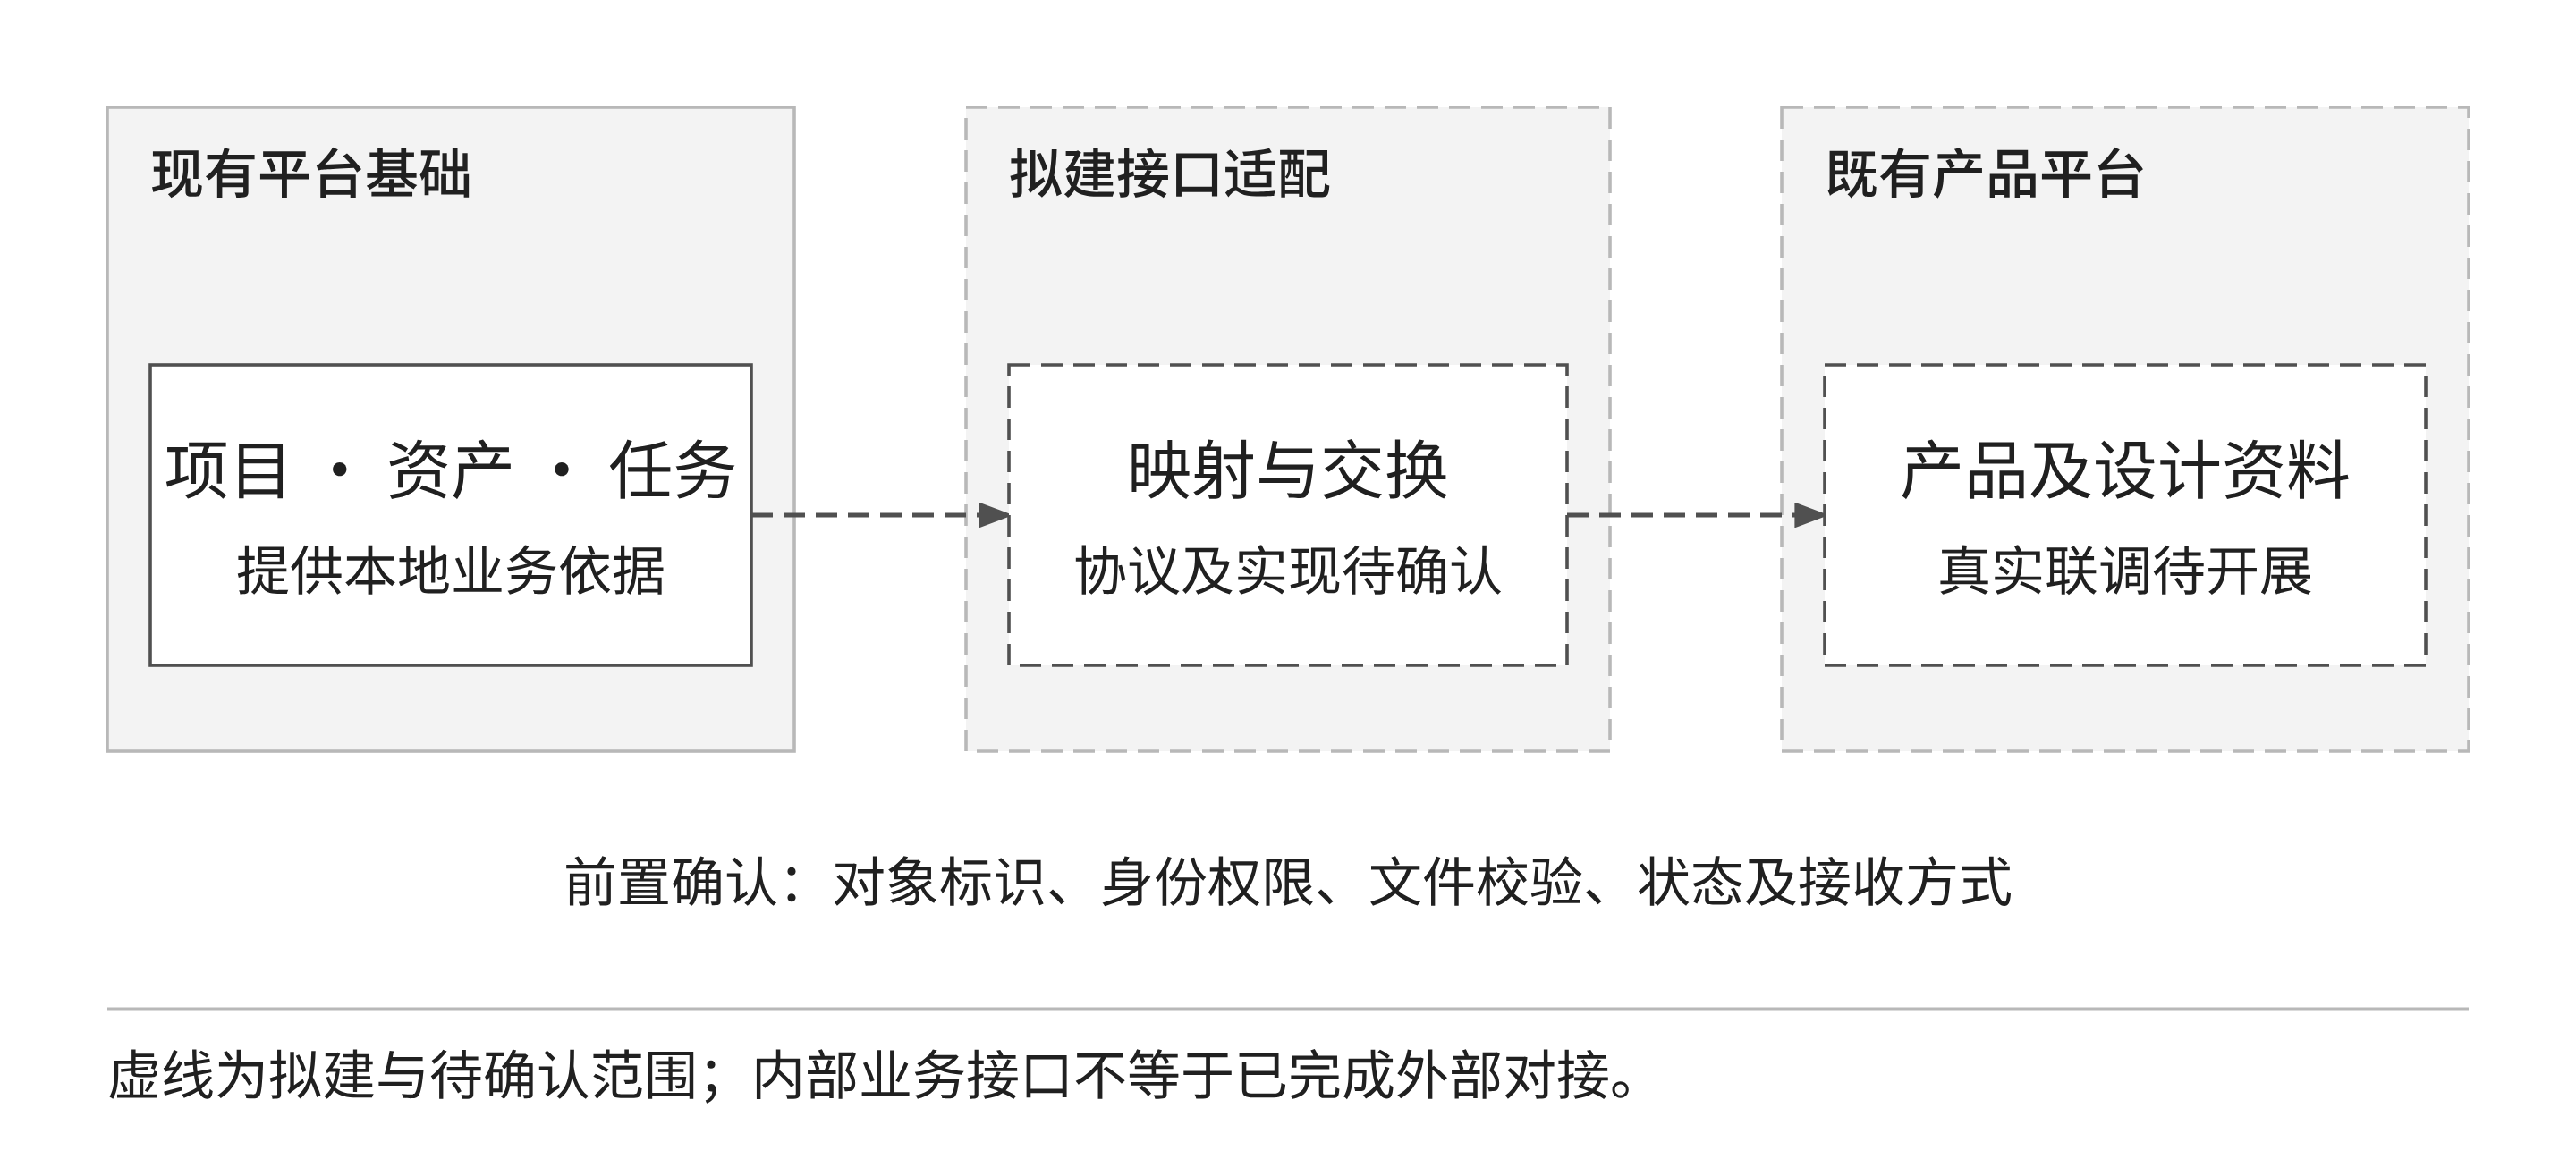 现有平台基础
拟建接口适配
既有产品平台
项目 · 资产 · 任务
提供本地业务依据
映射与交换
协议及实现待确认
产品及设计资料
真实联调待开展
前置确认：对象标识、身份权限、文件校验、状态及接收方式
虚线为拟建与待确认范围；内部业务接口不等于已完成外部对接。